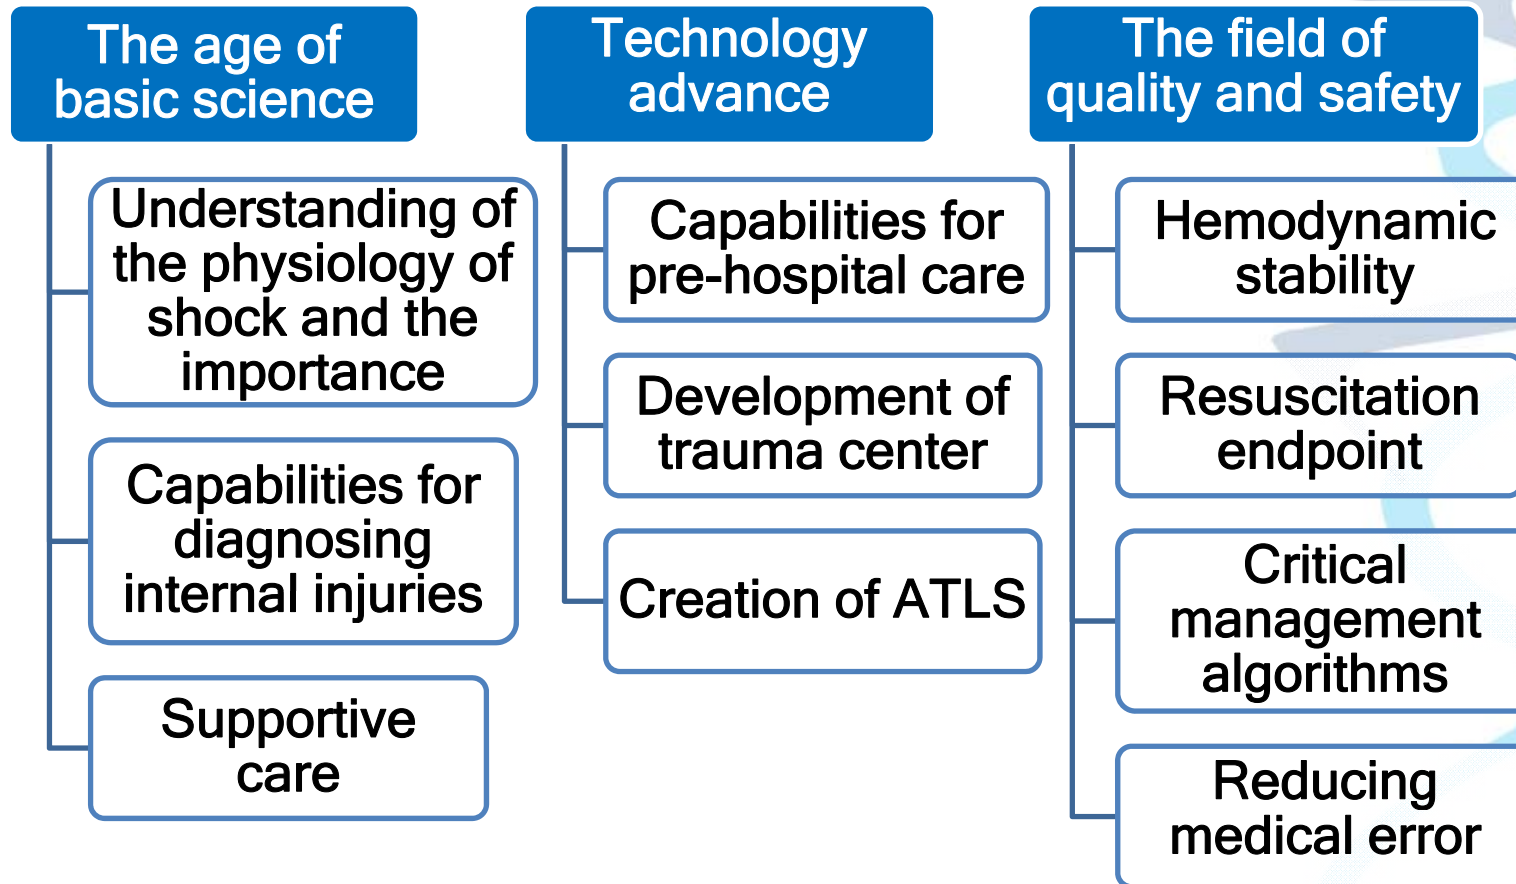 The age of
basic science
Understanding of
the physiology of
shock and the
importance
Capabilities for
diagnosing
internal injuries
Supportive
care
Technology
advance
Capabilities for
pre-hospital care
Development of
trauma center
Creation of ATLS
The field of
quality and safety
Hemodynamic
stability
Resuscitation
endpoint
Critical
management
algorithms
Reducing
medical error